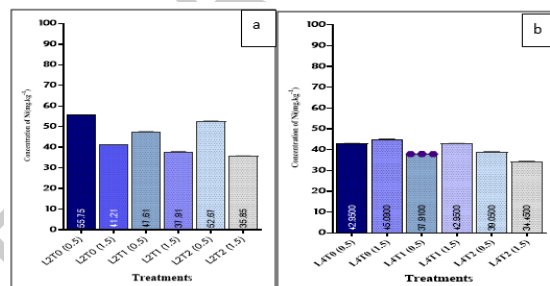 a
100
90
80
70
60
50
40
30
20
10
0
Concentration of Ni(mg.kg⁻¹)
55.75
41.21
47.61
37.91
52.67
35.85
L2T0 (0.5)
L2T0 (1.5)
L2T1 (0.5)
L2T1 (1.5)
L2T2 (0.5)
L2T2 (1.5)
Treatments
b
100
90
80
70
60
50
40
30
20
10
0
Concentration of Ni(mg.kg⁻¹)
42.9500
45.0900
37.9100
42.9500
39.0500
34.4500
L4T0 (0.5)
L4T0 (1.5)
L4T1 (0.5)
L4T1 (1.5)
L4T2 (0.5)
L4T2 (1.5)
Treatments